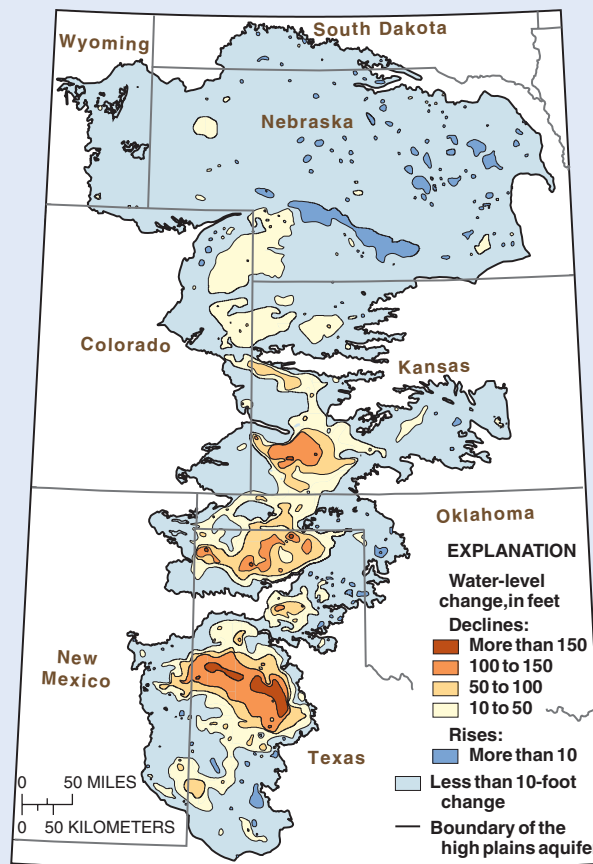 South Dakota
Wyoming
Nebraska
Colorado
Kansas
Oklahoma
New
Mexico
Texas
EXPLANATION
Water-level
change, in feet
Declines:
More than 150
100 to 150
50 to 100
10 to 50
Rises:
More than 10
Less than 10-foot
change
Boundary of the
high plains aquife
0 50 MILES
0 50 KILOMETERS